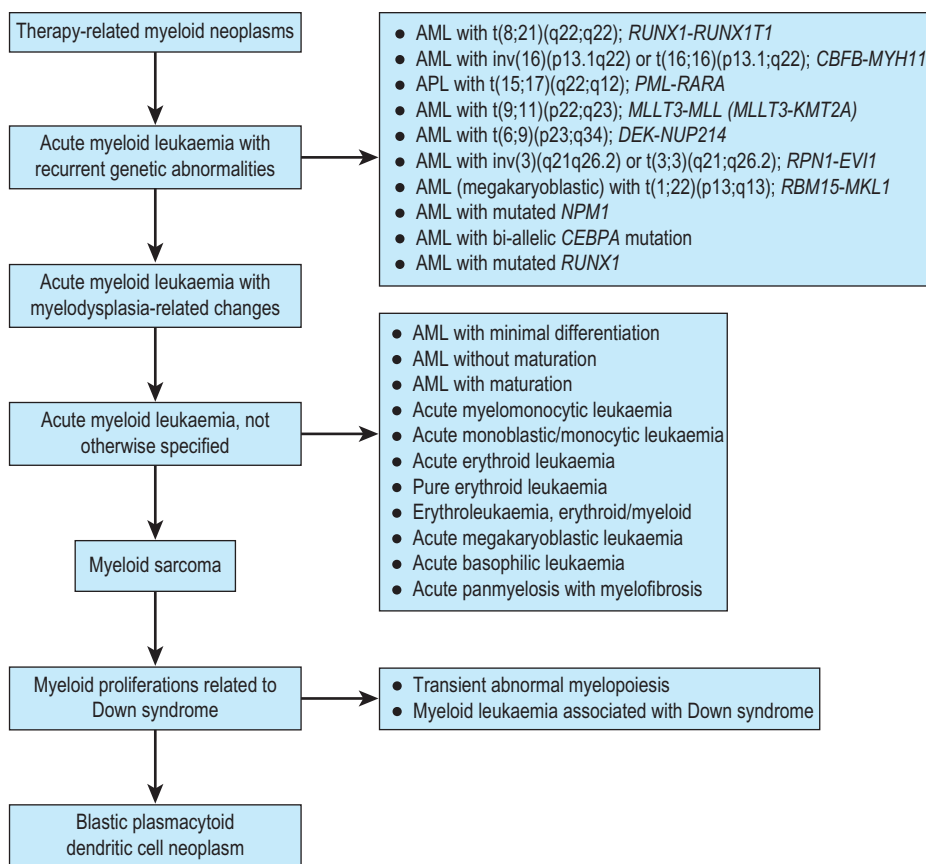 Therapy-related myeloid neoplasms
● AML with t(8;21)(q22;q22); RUNX1-RUNX1T1
● AML with inv(16)(p13.1q22) or t(16;16)(p13.1;q22); CBFB-MYH11
● APL with t(15;17)(q22;q12); PML-RARA
● AML with t(9;11)(p22;q23); MLLT3-MLL (MLLT3-KMT2A)
● AML with t(6;9)(p23;q34); DEK-NUP214
● AML with inv(3)(q21q26.2) or t(3;3)(q21;q26.2); RPN1-EVI1
● AML (megakaryoblastic) with t(1;22)(p13;q13); RBM15-MKL1
● AML with mutated NPM1
● AML with bi-allelic CEBPA mutation
● AML with mutated RUNX1
Acute myeloid leukaemia with
recurrent genetic abnormalities
Acute myeloid leukaemia with
myelodysplasia-related changes
Acute myeloid leukaemia, not
otherwise specified
● AML with minimal differentiation
● AML without maturation
● AML with maturation
● Acute myelomonocytic leukaemia
● Acute monoblastic/monocytic leukaemia
● Acute erythroid leukaemia
● Pure erythroid leukaemia
● Erythroleukaemia, erythroid/myeloid
● Acute megakaryoblastic leukaemia
● Acute basophilic leukaemia
● Acute panmyelosis with myelofibrosis
Myeloid sarcoma
Myeloid proliferations related to
Down syndrome
● Transient abnormal myelopoiesis
● Myeloid leukaemia associated with Down syndrome
Blastic plasmacytoid
dendritic cell neoplasm